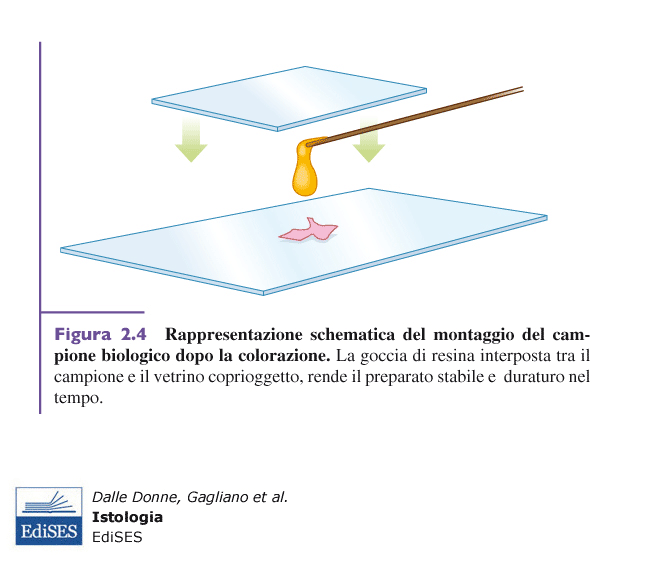 Figura 2.4 Rappresentazione schematica del montaggio del cam-
pione biologico dopo la colorazione. La goccia di resina interposta tra il
campione e il vetrino coprioggetto, rende il preparato stabile e duraturo nel
tempo.
EdiSES
Dalle Donne, Gagliano et al.
Istologia
EdiSES